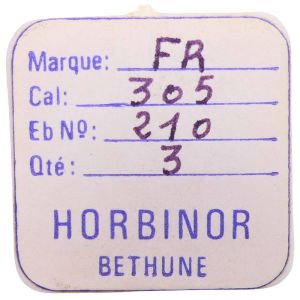 Marque: FR
Cal: 305
Eb Nº: 210
Qté: 3
HORBINOR
BETHUNE